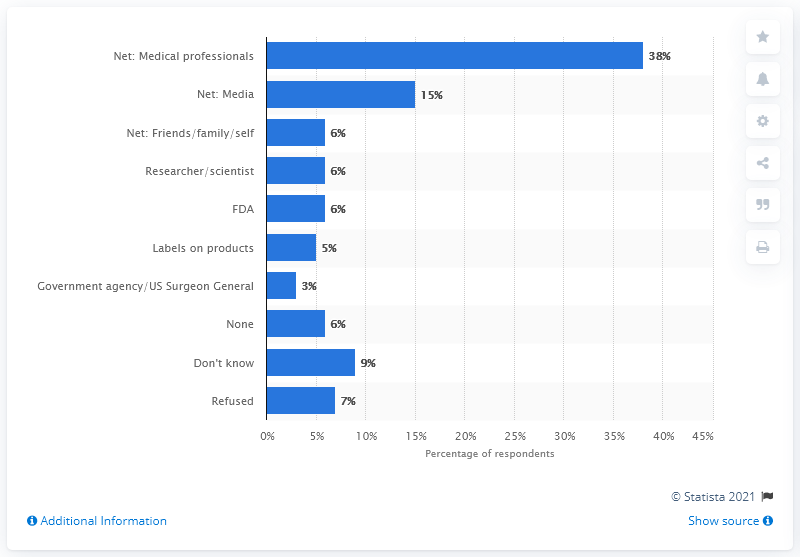 Net: Medical professionals 38%
Net: Media 15%
Net: Friends/family/self 6%
Researcher/scientist 6%
FDA 6%
Labels on products 5%
Government agency/US Surgeon General 3%
None 6%
Don't know 9%
Refused 7%
0% 5% 10% 15% 20% 25% 30% 35% 40% 45%
Percentage of respondents
© Statista 2021
Additional Information
Show source